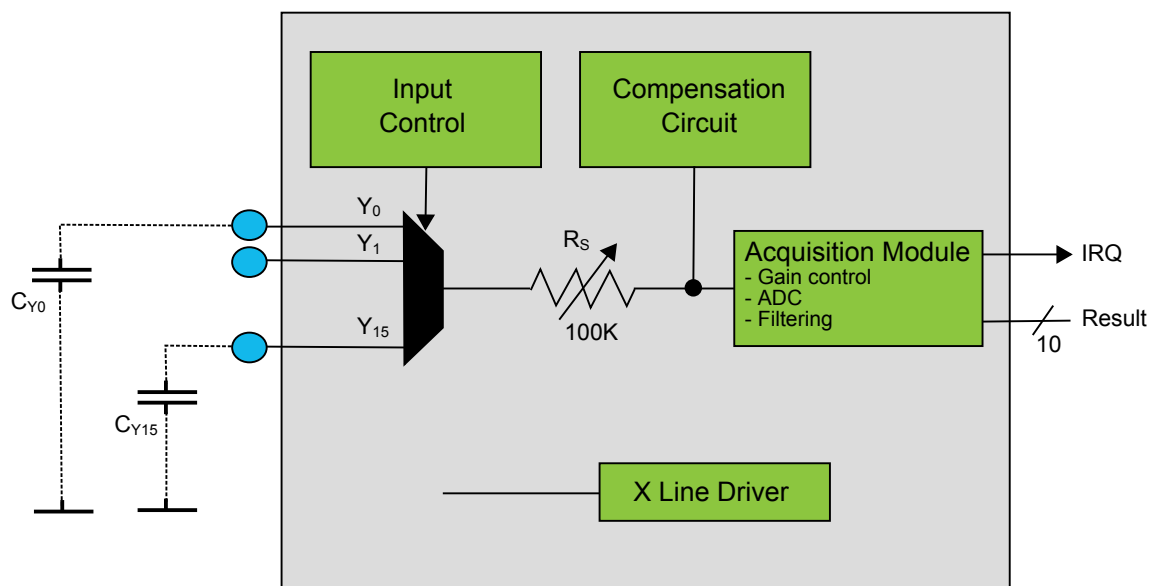 Input
Control
Compensation
Circuit
Y0
Y1
Y15
RS
100K
Acquisition Module
- Gain control
- ADC
- Filtering
IRQ
Result
10
CY0
CY15
X Line Driver